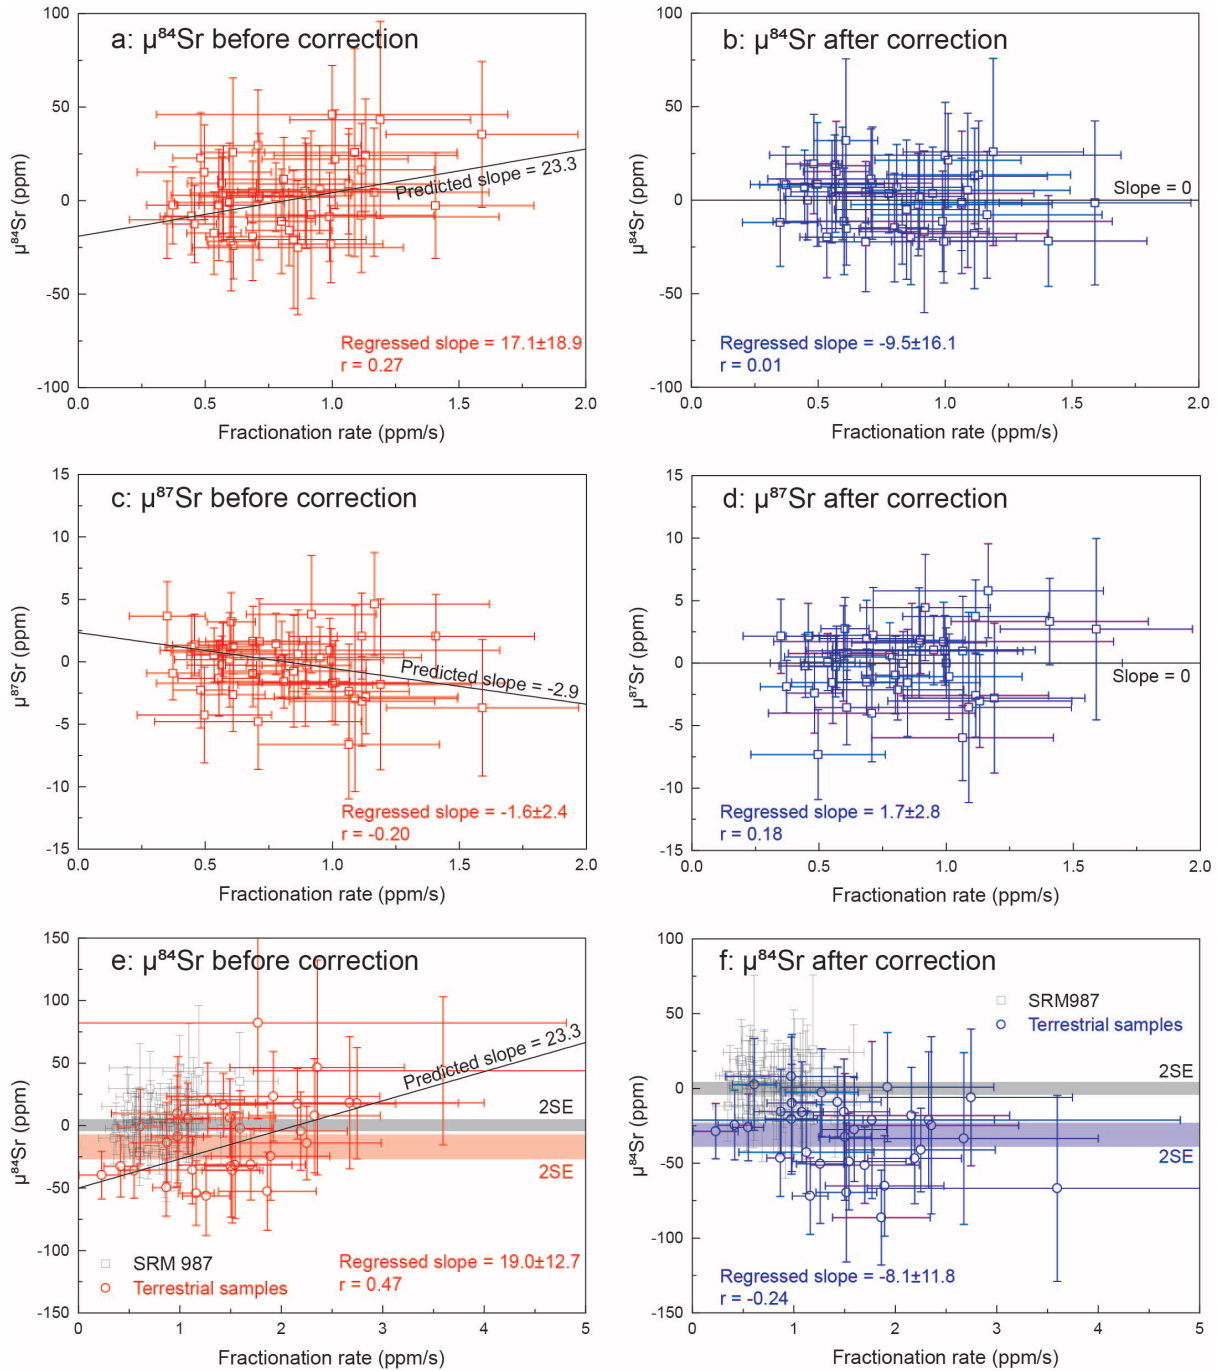 a: μ⁸⁴Sr before correction
100
50
0
-50
-100
μ⁸⁴Sr (ppm)
Predicted slope = 23.3
Regressed slope = 17.1±18.9
r = 0.27
0.0 0.5 1.0 1.5 2.0
Fractionation rate (ppm/s)
b: μ⁸⁴Sr after correction
100
50
0
-50
-100
μ⁸⁴Sr (ppm)
Slope = 0
Regressed slope = -9.5±16.1
r = 0.01
0.0 0.5 1.0 1.5 2.0
Fractionation rate (ppm/s)
c: μ⁸⁷Sr before correction
15
10
5
0
-5
-10
-15
μ⁸⁷Sr (ppm)
Predicted slope = -2.9
Regressed slope = -1.6±2.4
r = -0.20
0.0 0.5 1.0 1.5 2.0
Fractionation rate (ppm/s)
d: μ⁸⁷Sr after correction
15
10
5
0
-5
-10
-15
μ⁸⁷Sr (ppm)
Slope = 0
Regressed slope = 1.7±2.8
r = 0.18
0.0 0.5 1.0 1.5 2.0
Fractionation rate (ppm/s)
e: μ⁸⁴Sr before correction
150
100
50
0
-50
-100
-150
μ⁸⁴Sr (ppm)
Predicted slope = 23.3
2SE
2SE
SRM 987
Terrestrial samples
Regressed slope = 19.0±12.7
r = 0.47
0 1 2 3 4 5
Fractionation rate (ppm/s)
f: μ⁸⁴Sr after correction
100
50
0
-50
-100
-150
μ⁸⁴Sr (ppm)
SRM987
Terrestrial samples
2SE
2SE
Regressed slope = -8.1±11.8
r = -0.24
0 1 2 3 4 5
Fractionation rate (ppm/s)